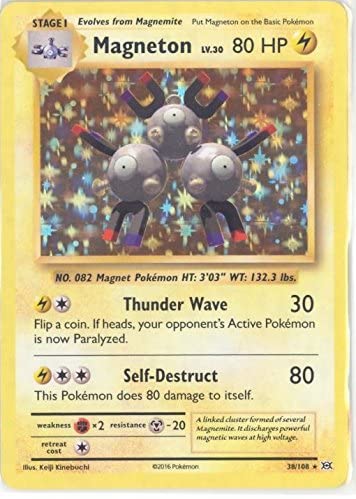 STAGE 1 Evolves from Magnemite Put Magneton on the Basic Pokémon
Magneton LV.30 80 HP
NO. 082 Magnet Pokémon HT: 3'03" WT: 132.3 lbs.
Thunder Wave 30
Flip a coin. If heads, your opponent's Active Pokémon
is now Paralyzed.
Self-Destruct 80
This Pokémon does 80 damage to itself.
weakness ×2 resistance -20
retreat
cost
A linked cluster formed of several
Magnemite. It discharges powerful
magnetic waves at high voltage.
Illus. Keiji Kinebuchi ©2016 Pokémon 38/108 ★ XY